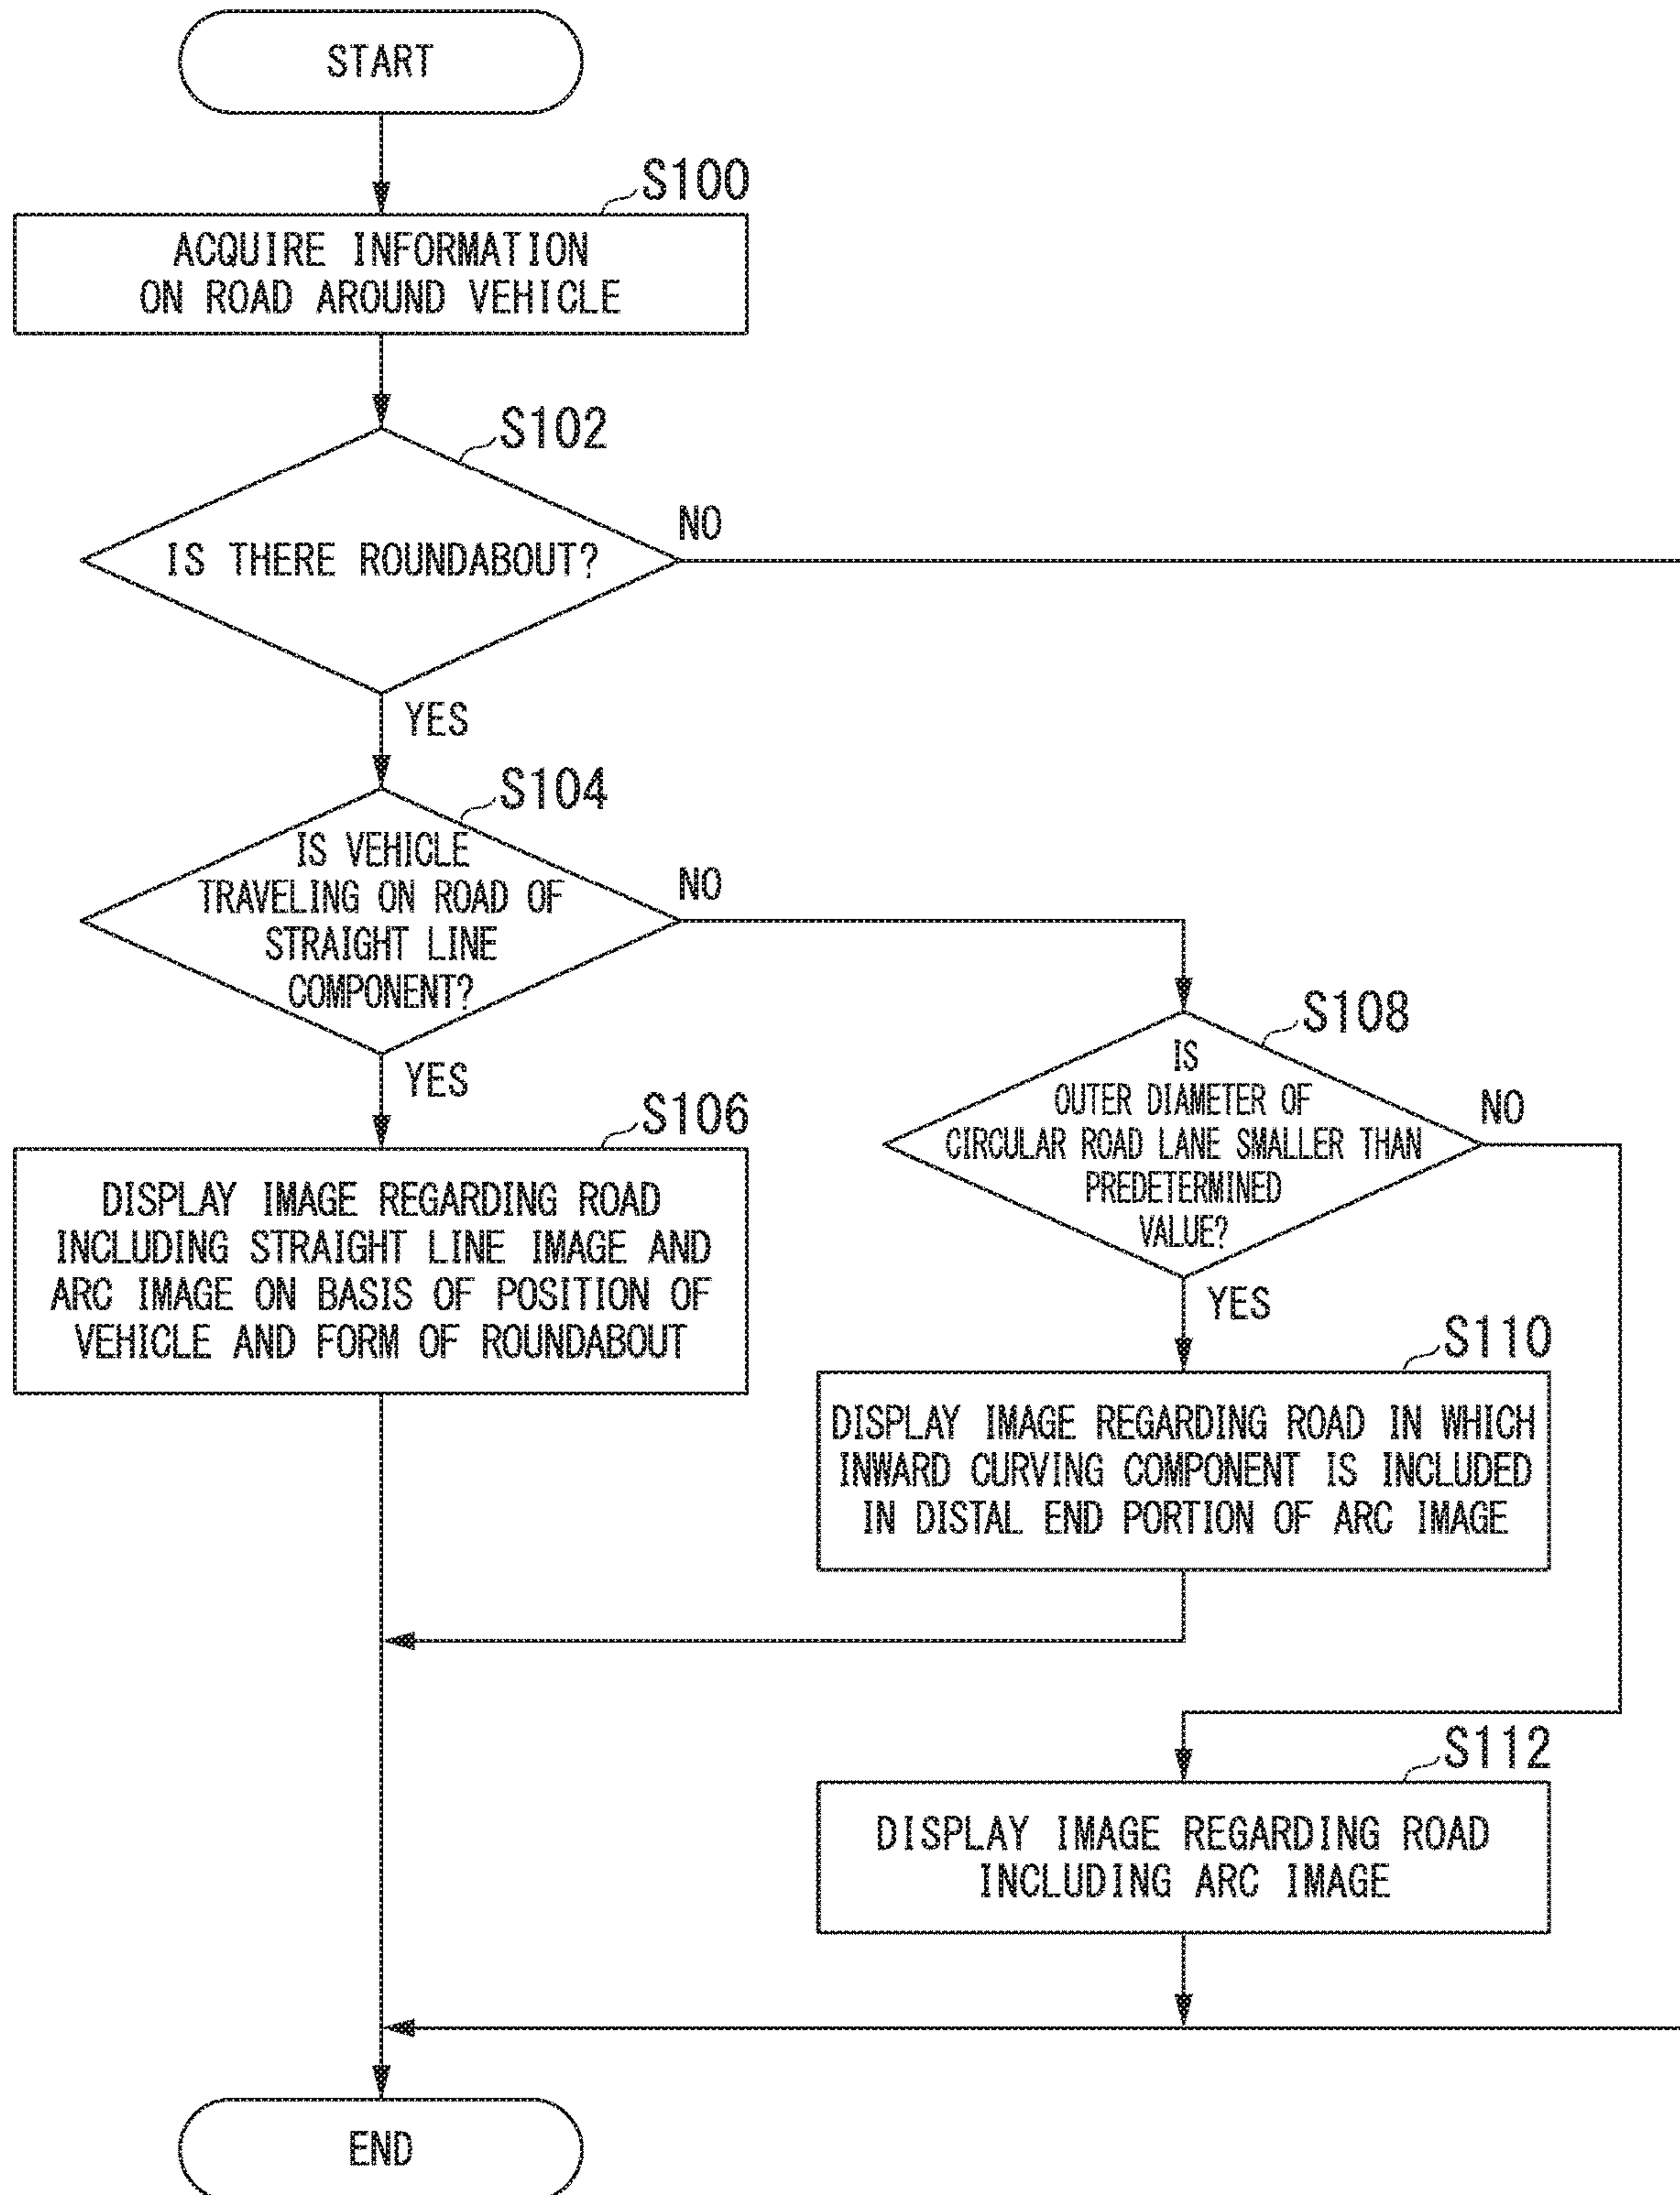 START
S100
ACQUIRE INFORMATION
ON ROAD AROUND VEHICLE
S102
IS THERE ROUNDABOUT?
NO
YES
S104
IS VEHICLE
TRAVELING ON ROAD OF
STRAIGHT LINE
COMPONENT?
NO
YES
S106
DISPLAY IMAGE REGARDING ROAD
INCLUDING STRAIGHT LINE IMAGE AND
ARC IMAGE ON BASIS OF POSITION OF
VEHICLE AND FORM OF ROUNDABOUT
S108
IS
OUTER DIAMETER OF
CIRCULAR ROAD LANE SMALLER THAN
PREDETERMINED
VALUE?
NO
YES
S110
DISPLAY IMAGE REGARDING ROAD IN WHICH
INWARD CURVING COMPONENT IS INCLUDED
IN DISTAL END PORTION OF ARC IMAGE
S112
DISPLAY IMAGE REGARDING ROAD
INCLUDING ARC IMAGE
END